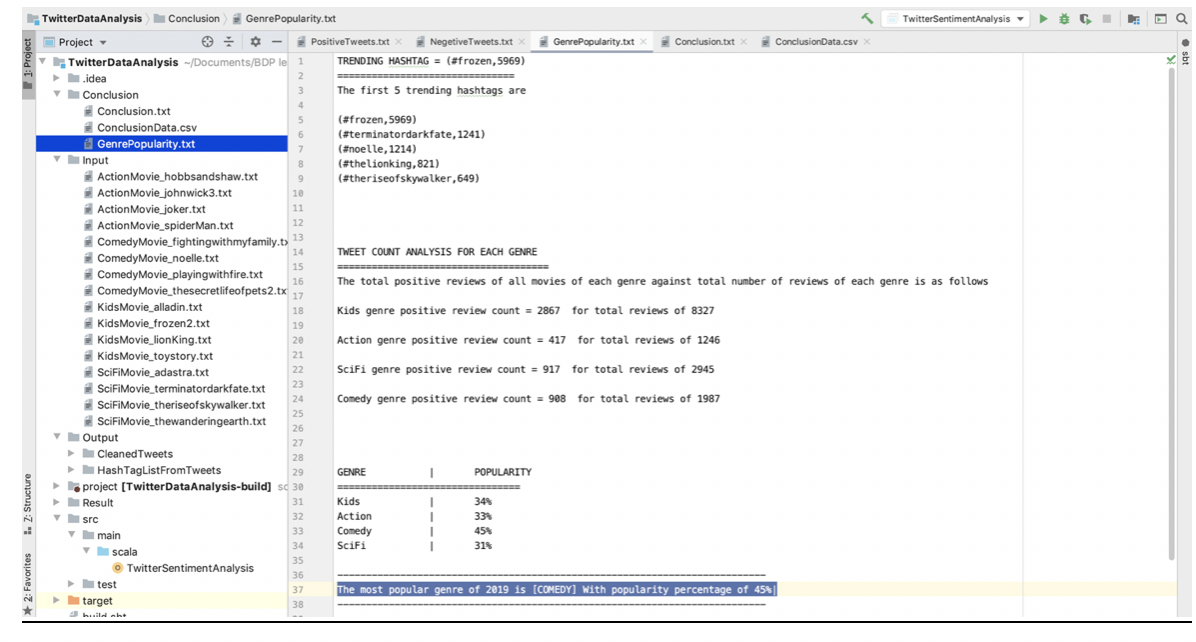 TwitterDataAnalysis Conclusion GenrePopularity.txt
TwitterSentimentAnalysis
1: Project
Project
PositiveTweets.txt NegetiveTweets.txt GenrePopularity.txt Conclusion.txt ConclusionData.csv
sbt
TwitterDataAnalysis ~/Documents/BDP le
.idea
Conclusion
Conclusion.txt
ConclusionData.csv
GenrePopularity.txt
Input
ActionMovie_hobbsandshaw.txt
ActionMovie_johnwick3.txt
ActionMovie_joker.txt
ActionMovie_spiderMan.txt
ComedyMovie_fightingwithmyfamily.tx
ComedyMovie_noelle.txt
ComedyMovie_playingwithfire.txt
ComedyMovie_thesecretlifeofpets2.tx
KidsMovie_alladin.txt
KidsMovie_frozen2.txt
KidsMovie_lionKing.txt
KidsMovie_toystory.txt
SciFiMovie_adastra.txt
SciFiMovie_terminatordarkfate.txt
SciFiMovie_theriseofskywalker.txt
SciFiMovie_thewanderingearth.txt
Output
CleanedTweets
HashTagListFromTweets
project [TwitterDataAnalysis-build] sc
Result
src
main
scala
TwitterSentimentAnalysis
test
target
build.sbt
Z: Structure
2: Favorites
1 TRENDING HASHTAG = (#frozen,5969)
2 ==============================
3 The first 5 trending hashtags are
4
5 (#frozen,5969)
6 (#terminatordarkfate,1241)
7 (#noelle,1214)
8 (#thelionking,821)
9 (#theriseofskywalker,649)
10
11
12
13
14 TWEET COUNT ANALYSIS FOR EACH GENRE
15 ====================================
16 The total positive reviews of all movies of each genre against total number of reviews of each genre is as follows
17
18 Kids genre positive review count = 2867 for total reviews of 8327
19
20 Action genre positive review count = 417 for total reviews of 1246
21
22 SciFi genre positive review count = 917 for total reviews of 2945
23
24 Comedy genre positive review count = 908 for total reviews of 1987
25
26
27
28
29 GENRE | POPULARITY
30 ===============================
31 Kids | 34%
32 Action | 33%
33 Comedy | 45%
34 SciFi | 31%
35
36 -------------------------------------------------------------------------
37 The most popular genre of 2019 is [COMEDY] With popularity percentage of 45%|
38 -------------------------------------------------------------------------